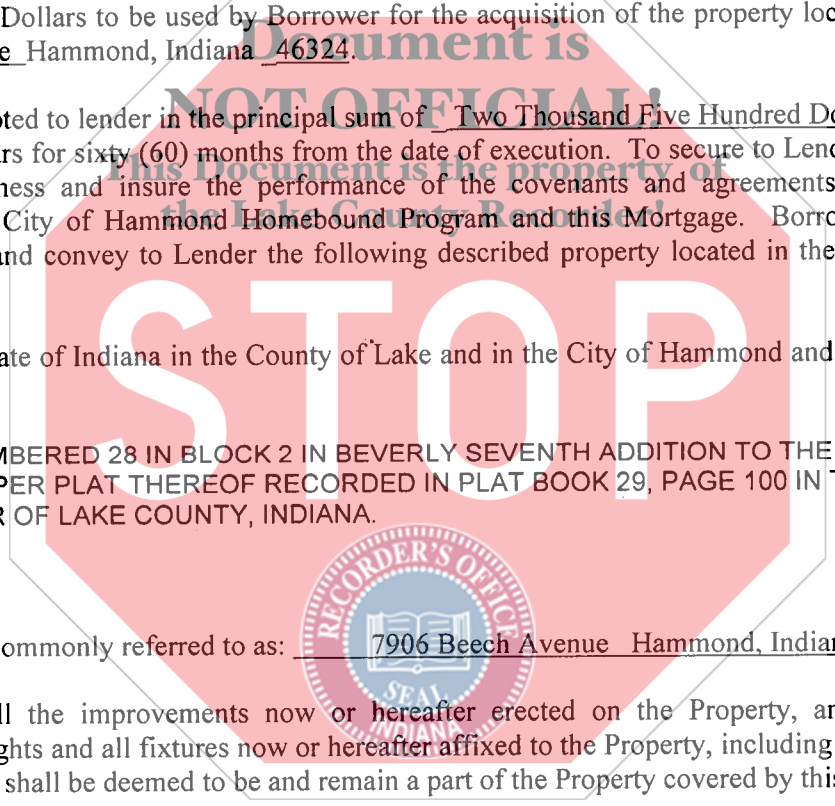 Dollars to be used by Borrower for the acquisition of the property loc
e Hammond, Indiana 46324.
Document is
NOT OFFICIAL!
oted to lender in the principal sum of Two Thousand Five Hundred Do
rs for sixty (60) months from the date of execution. To secure to Lend
This Document is the property of
ness and insure the performance of the covenants and agreements
the Lake County Recorder!
City of Hammond Homebound Program and this Mortgage. Borro
and convey to Lender the following described property located in the
STOP
ate of Indiana in the County of Lake and in the City of Hammond and
MBERED 28 IN BLOCK 2 IN BEVERLY SEVENTH ADDITION TO THE
PER PLAT THEREOF RECORDED IN PLAT BOOK 29, PAGE 100 IN T
R OF LAKE COUNTY, INDIANA.
RECORDER'S OFFICE
ommonly referred to as: 7906 Beech Avenue Hammond, Indian
SEAL
INDIANA
ll the improvements now or hereafter erected on the Property, an
ghts and all fixtures now or hereafter affixed to the Property, including
shall be deemed to be and remain a part of the Property covered by this